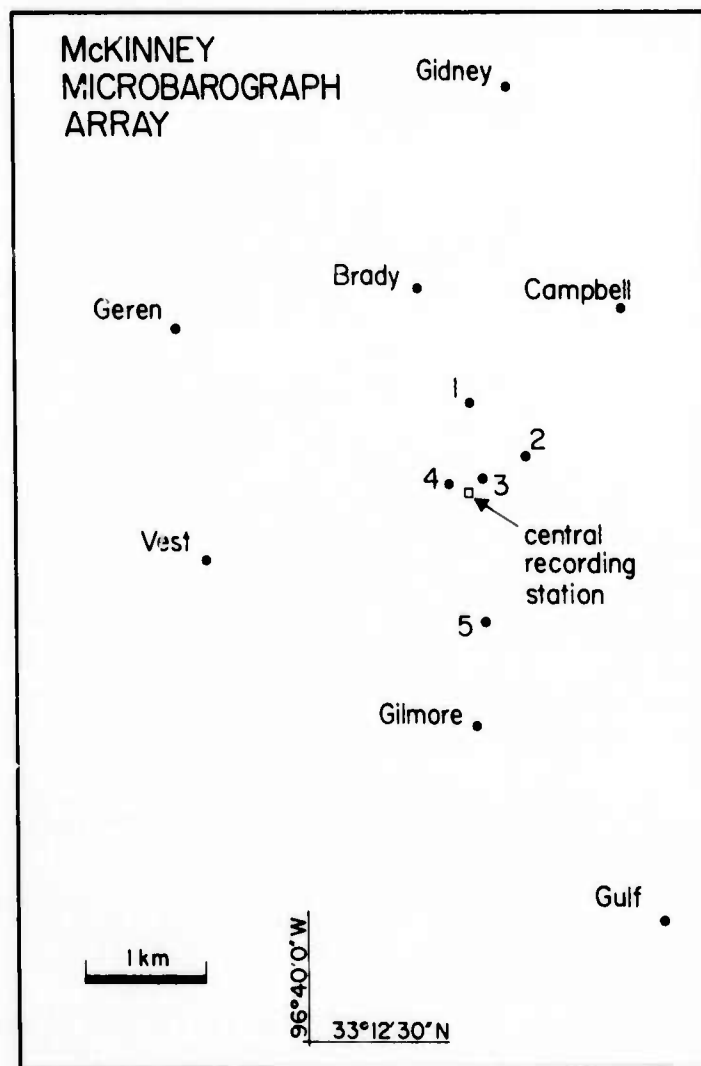 McKINNEY
MICROBAROGRAPH
ARRAY
Gidney
Brady
Campbell
Geren
1
2
4
3
central
recording
station
Vest
5
Gilmore
Gulf
1 km
96°40'0"W
33°12'30"N